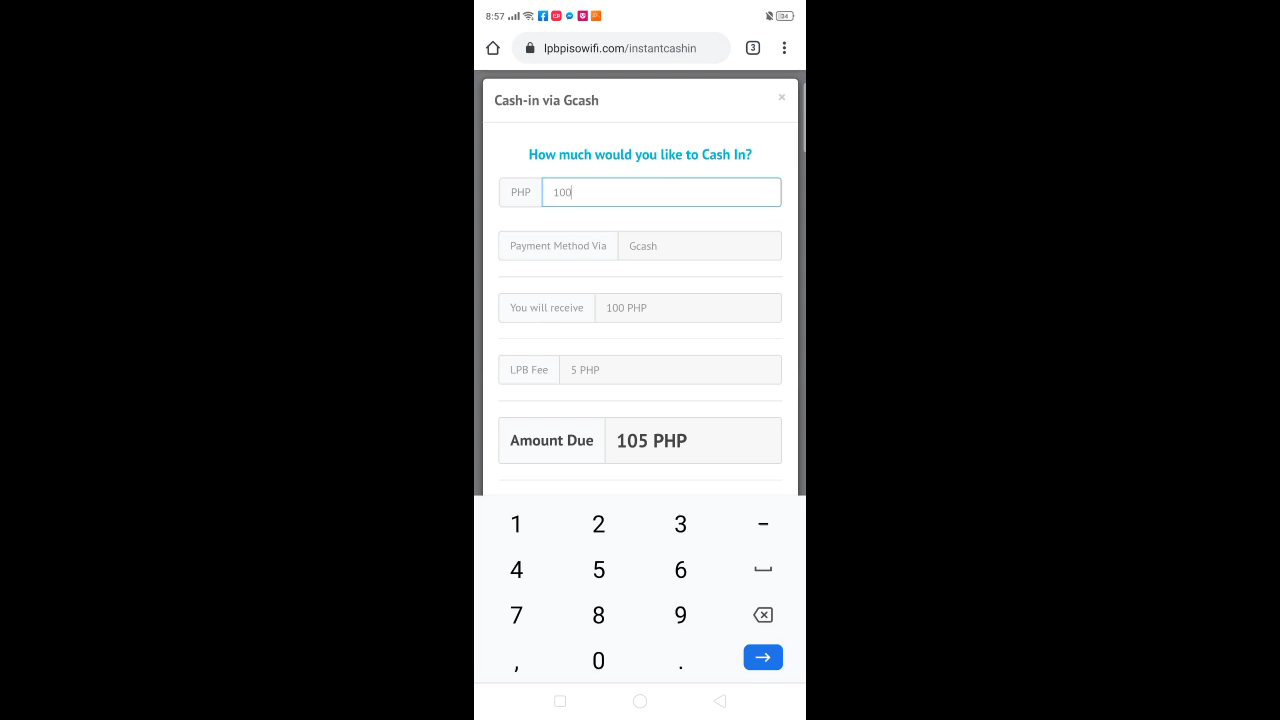 8:57
34
lpbpisowifi.com/instantcashin
3
Cash-in via Gcash
×
How much would you like to Cash In?
PHP 100
Payment Method Via Gcash
You will receive 100 PHP
LPB Fee 5 PHP
Amount Due 105 PHP
1 2 3 -
4 5 6
7 8 9
, 0 .